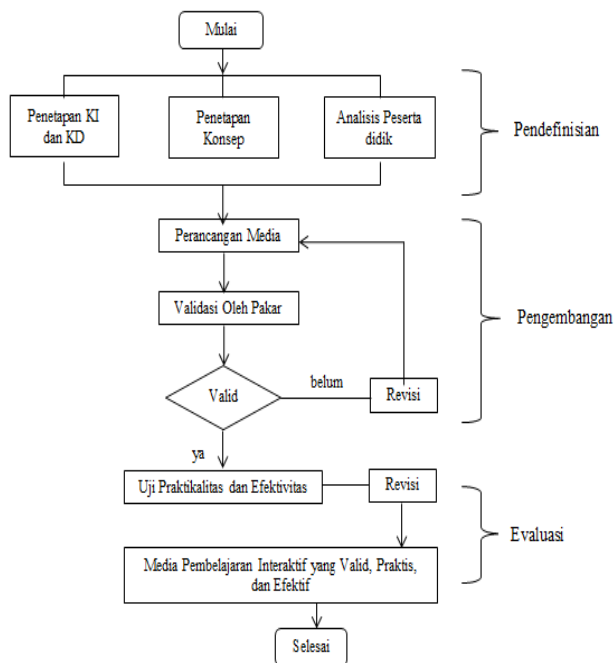 Mulai
Penetapan KI
dan KD
Penetapan
Konsep
Analisis Peserta
didik
Pendefinisian
Perancangan Media
Validasi Oleh Pakar
Pengembangan
Valid
belum
Revisi
ya
Uji Praktikalitas dan Efektivitas
Revisi
Evaluasi
Media Pembelajaran Interaktif yang Valid, Praktis,
dan Efektif
Selesai